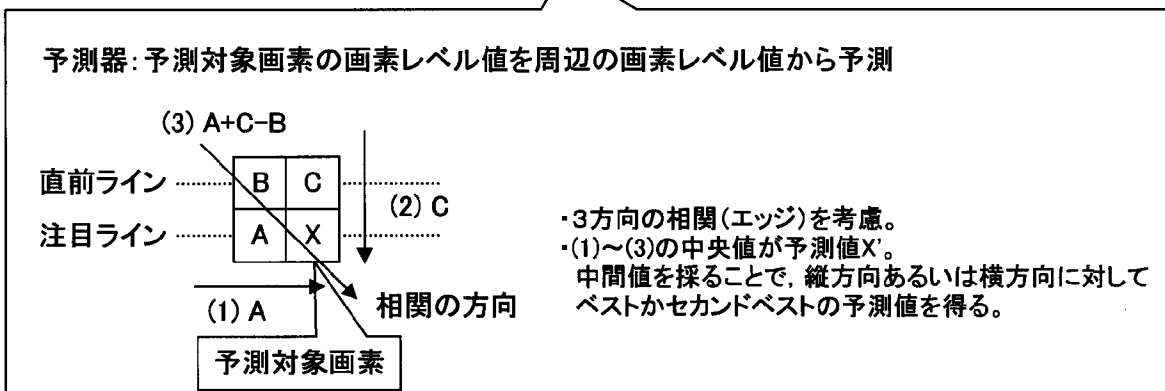 予測器:予測対象画素の画素レベル値を周辺の画素レベル値から予測
(3) A+C-B
直前ライン B C
(2) C
注目ライン A X
(1) A
相関の方向
予測対象画素
・3方向の相関(エッジ)を考慮。
・(1)~(3)の中央値が予測値X'。
中間値を採ることで, 縦方向あるいは横方向に対して
ベストかセカンドベストの予測値を得る。